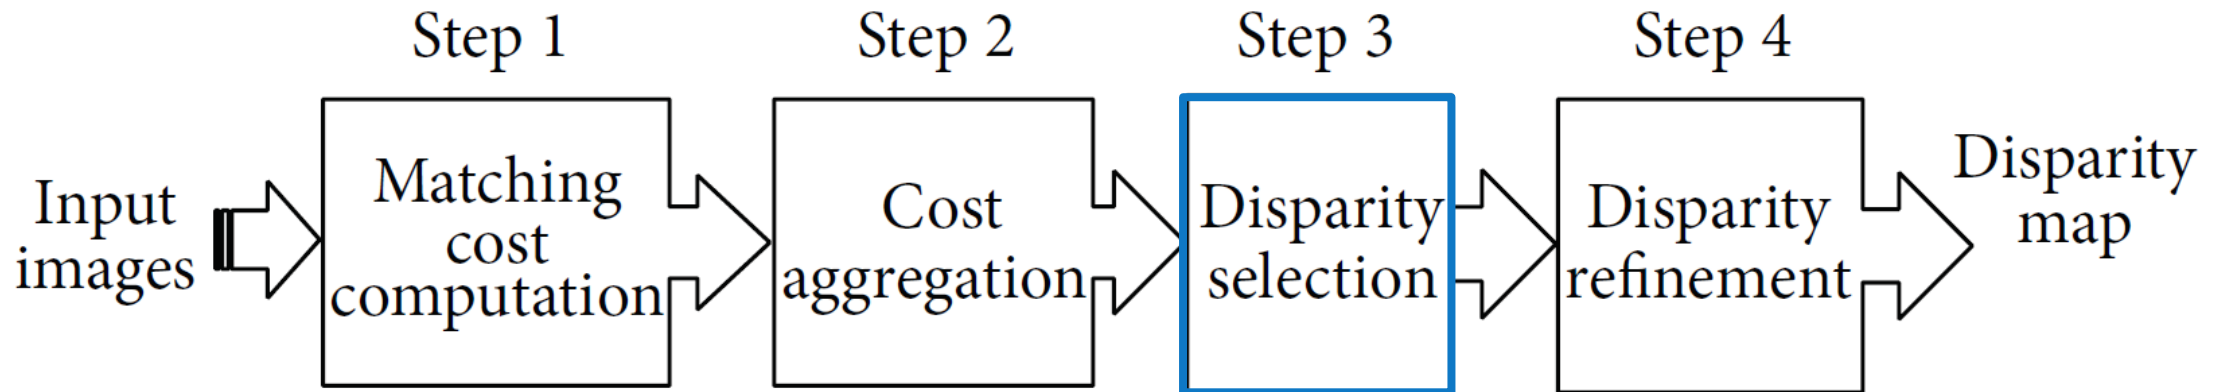 Step 1
Step 2
Step 3
Step 4
Input
images
Matching
cost
computation
Cost
aggregation
Disparity
selection
Disparity
refinement
Disparity
map